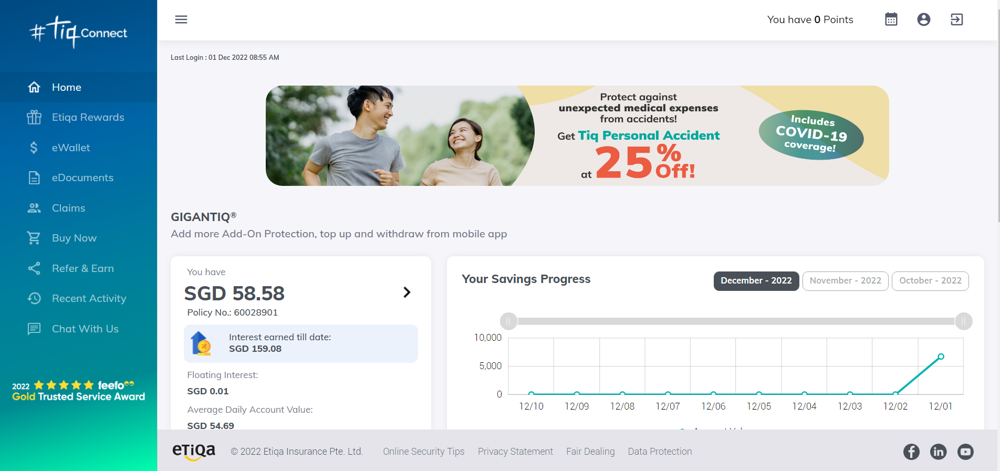 #tiq Connect
Home
Etiqa Rewards
eWallet
eDocuments
Claims
Buy Now
Refer & Earn
Recent Activity
Chat With Us
2022 feefo
Gold Trusted Service Award
You have 0 Points
Last Login : 01 Dec 2022 08:55 AM
Protect against
unexpected medical expenses
from accidents!
Get Tiq Personal Accident
at 25% Off!
Includes
COVID-19
coverage!
GIGANTIQ®
Add more Add-On Protection, top up and withdraw from mobile app
You have
SGD 58.58
Policy No.: 60028901
Interest earned till date:
SGD 159.08
Floating Interest:
SGD 0.01
Average Daily Account Value:
SGD 54.69
Your Savings Progress
December - 2022 November - 2022 October - 2022
10,000
5,000
0
12/10 12/09 12/08 12/07 12/06 12/05 12/04 12/03 12/02 12/01
eTiQa © 2022 Etiqa Insurance Pte. Ltd. Online Security Tips Privacy Statement Fair Dealing Data Protection